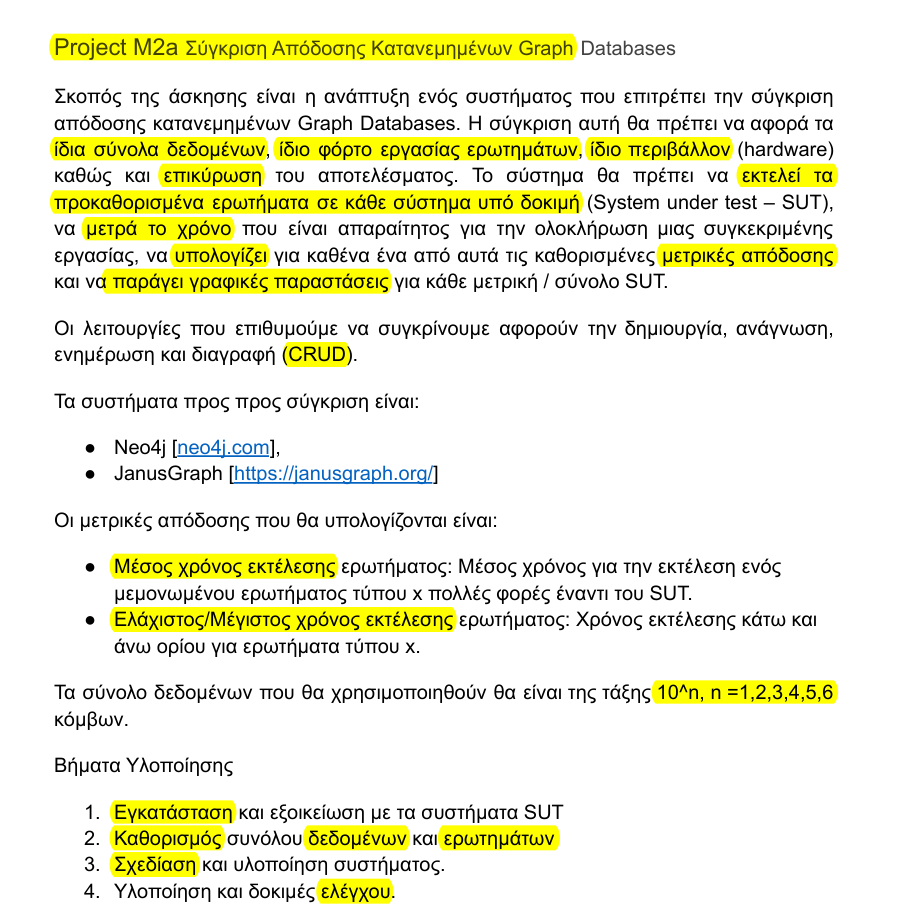 Project M2a Σύγκριση Απόδοσης Κατανεμημένων Graph Databases
Σκοπός της άσκησης είναι η ανάπτυξη ενός συστήματος που επιτρέπει την σύγκριση
απόδοσης κατανεμημένων Graph Databases. Η σύγκριση αυτή θα πρέπει να αφορά τα
ίδια σύνολα δεδομένων, ίδιο φόρτο εργασίας ερωτημάτων, ίδιο περιβάλλον (hardware)
καθώς και επικύρωση του αποτελέσματος. Το σύστημα θα πρέπει να εκτελεί τα
προκαθορισμένα ερωτήματα σε κάθε σύστημα υπό δοκιμή (System under test – SUT),
να μετρά το χρόνο που είναι απαραίτητος για την ολοκλήρωση μιας συγκεκριμένης
εργασίας, να υπολογίζει για καθένα ένα από αυτά τις καθορισμένες μετρικές απόδοσης
και να παράγει γραφικές παραστάσεις για κάθε μετρική / σύνολο SUT.
Οι λειτουργίες που επιθυμούμε να συγκρίνουμε αφορούν την δημιουργία, ανάγνωση,
ενημέρωση και διαγραφή (CRUD).
Τα συστήματα προς προς σύγκριση είναι:
● Neo4j [neo4j.com],
● JanusGraph [https://janusgraph.org/]
Οι μετρικές απόδοσης που θα υπολογίζονται είναι:
● Μέσος χρόνος εκτέλεσης ερωτήματος: Μέσος χρόνος για την εκτέλεση ενός
μεμονωμένου ερωτήματος τύπου x πολλές φορές έναντι του SUT.
● Ελάχιστος/Μέγιστος χρόνος εκτέλεσης ερωτήματος: Χρόνος εκτέλεσης κάτω και
άνω ορίου για ερωτήματα τύπου x.
Τα σύνολο δεδομένων που θα χρησιμοποιηθούν θα είναι της τάξης 10^n, n =1,2,3,4,5,6
κόμβων.
Βήματα Υλοποίησης
1. Εγκατάσταση και εξοικείωση με τα συστήματα SUT
2. Καθορισμός συνόλου δεδομένων και ερωτημάτων
3. Σχεδίαση και υλοποίηση συστήματος.
4. Υλοποίηση και δοκιμές ελέγχου.